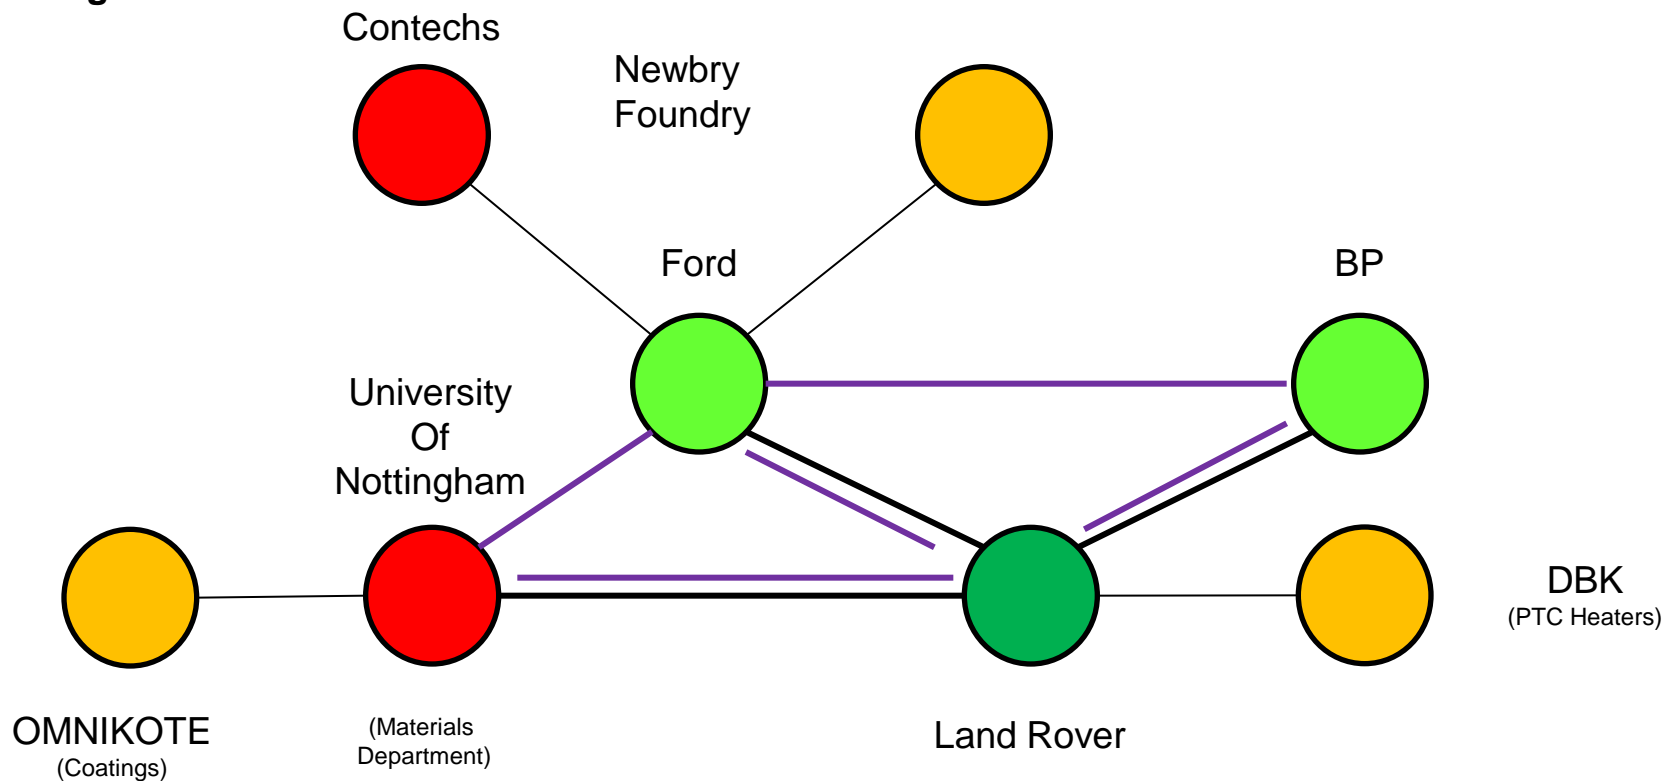 Contechs
Newbry
Foundry
Ford
BP
University
Of
Nottingham
DBK
(PTC Heaters)
OMNIKOTE
(Coatings)
(Materials
Department)
Land Rover